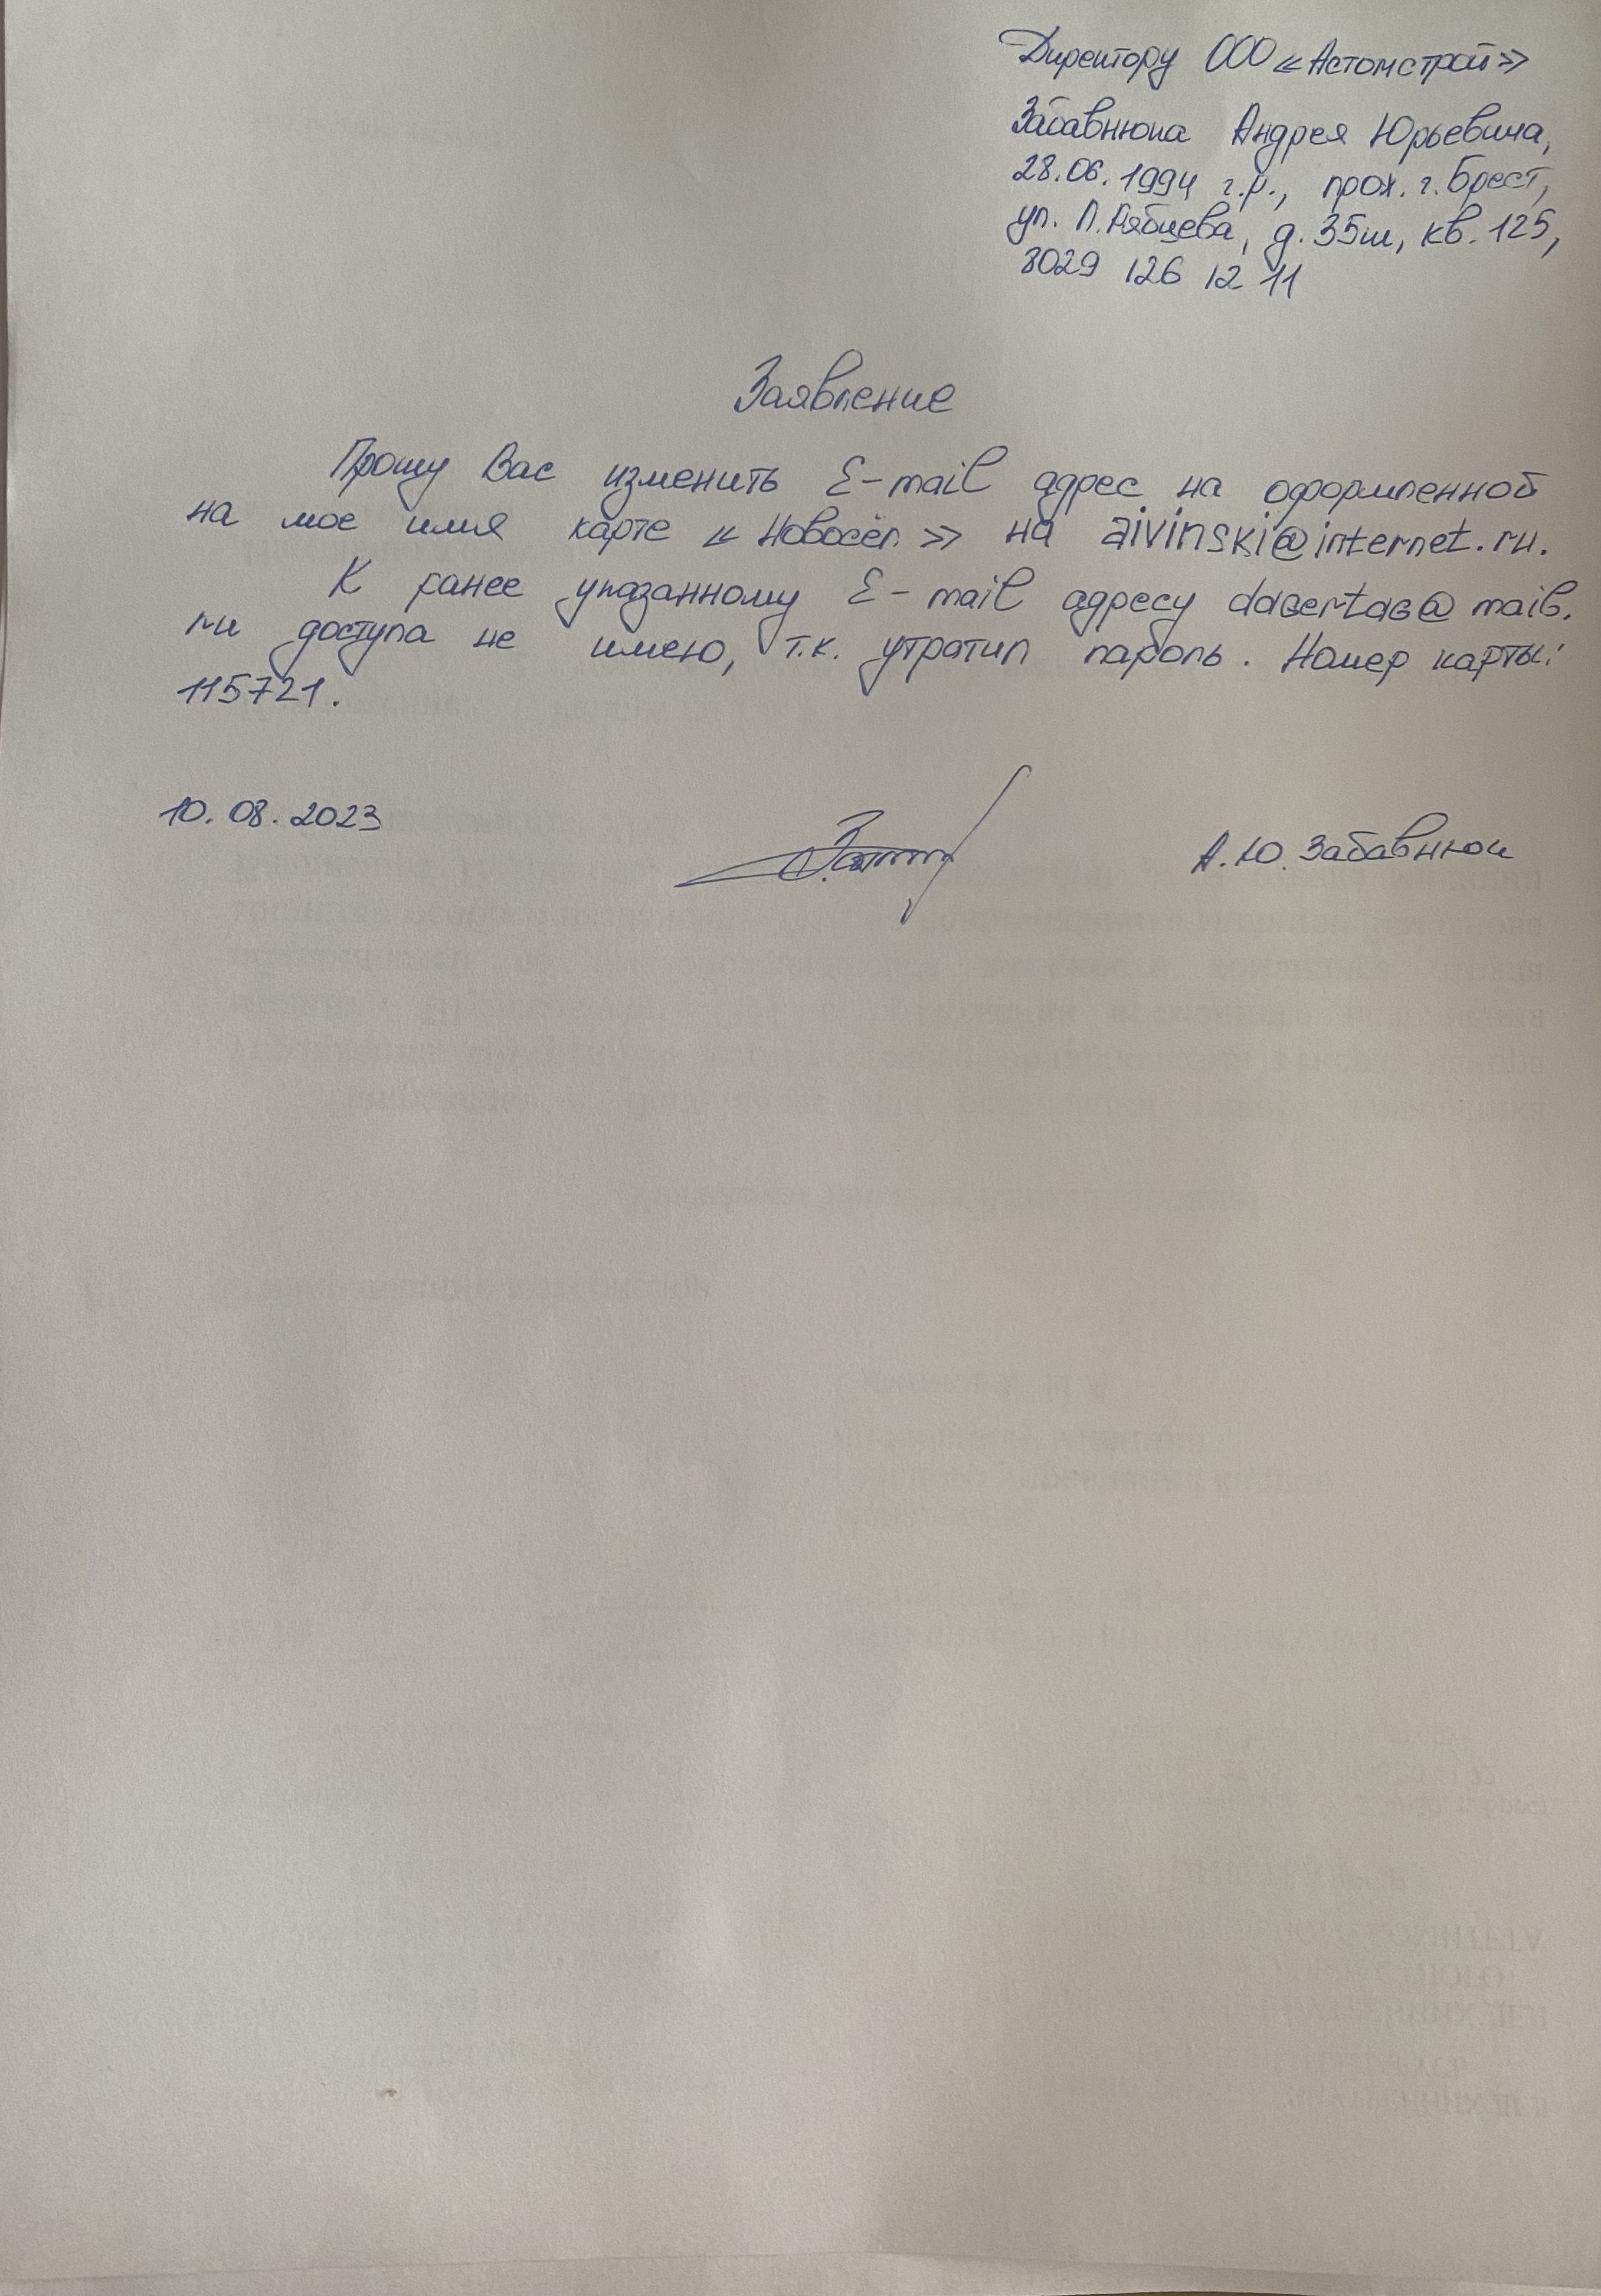 Директору ООО «Астомстрой»
Забавнюка Андрея Юрьевича,
28.06.1994 г.р., прож. г. Брест,
ул. Л. Рябцева, д. 35ш, кв. 125,
8029 126 12 11
Заявление
Прошу Вас изменить E-mail адрес на оформленной
на мое имя карте «Новосёл» на aivinski@internet.ru.
К ранее указанному E-mail адресу @mail.
ru доступа не имею, т.к. утратил пароль. Номер карты:
115721.
10.08.2023
А.Ю. Забавнюк